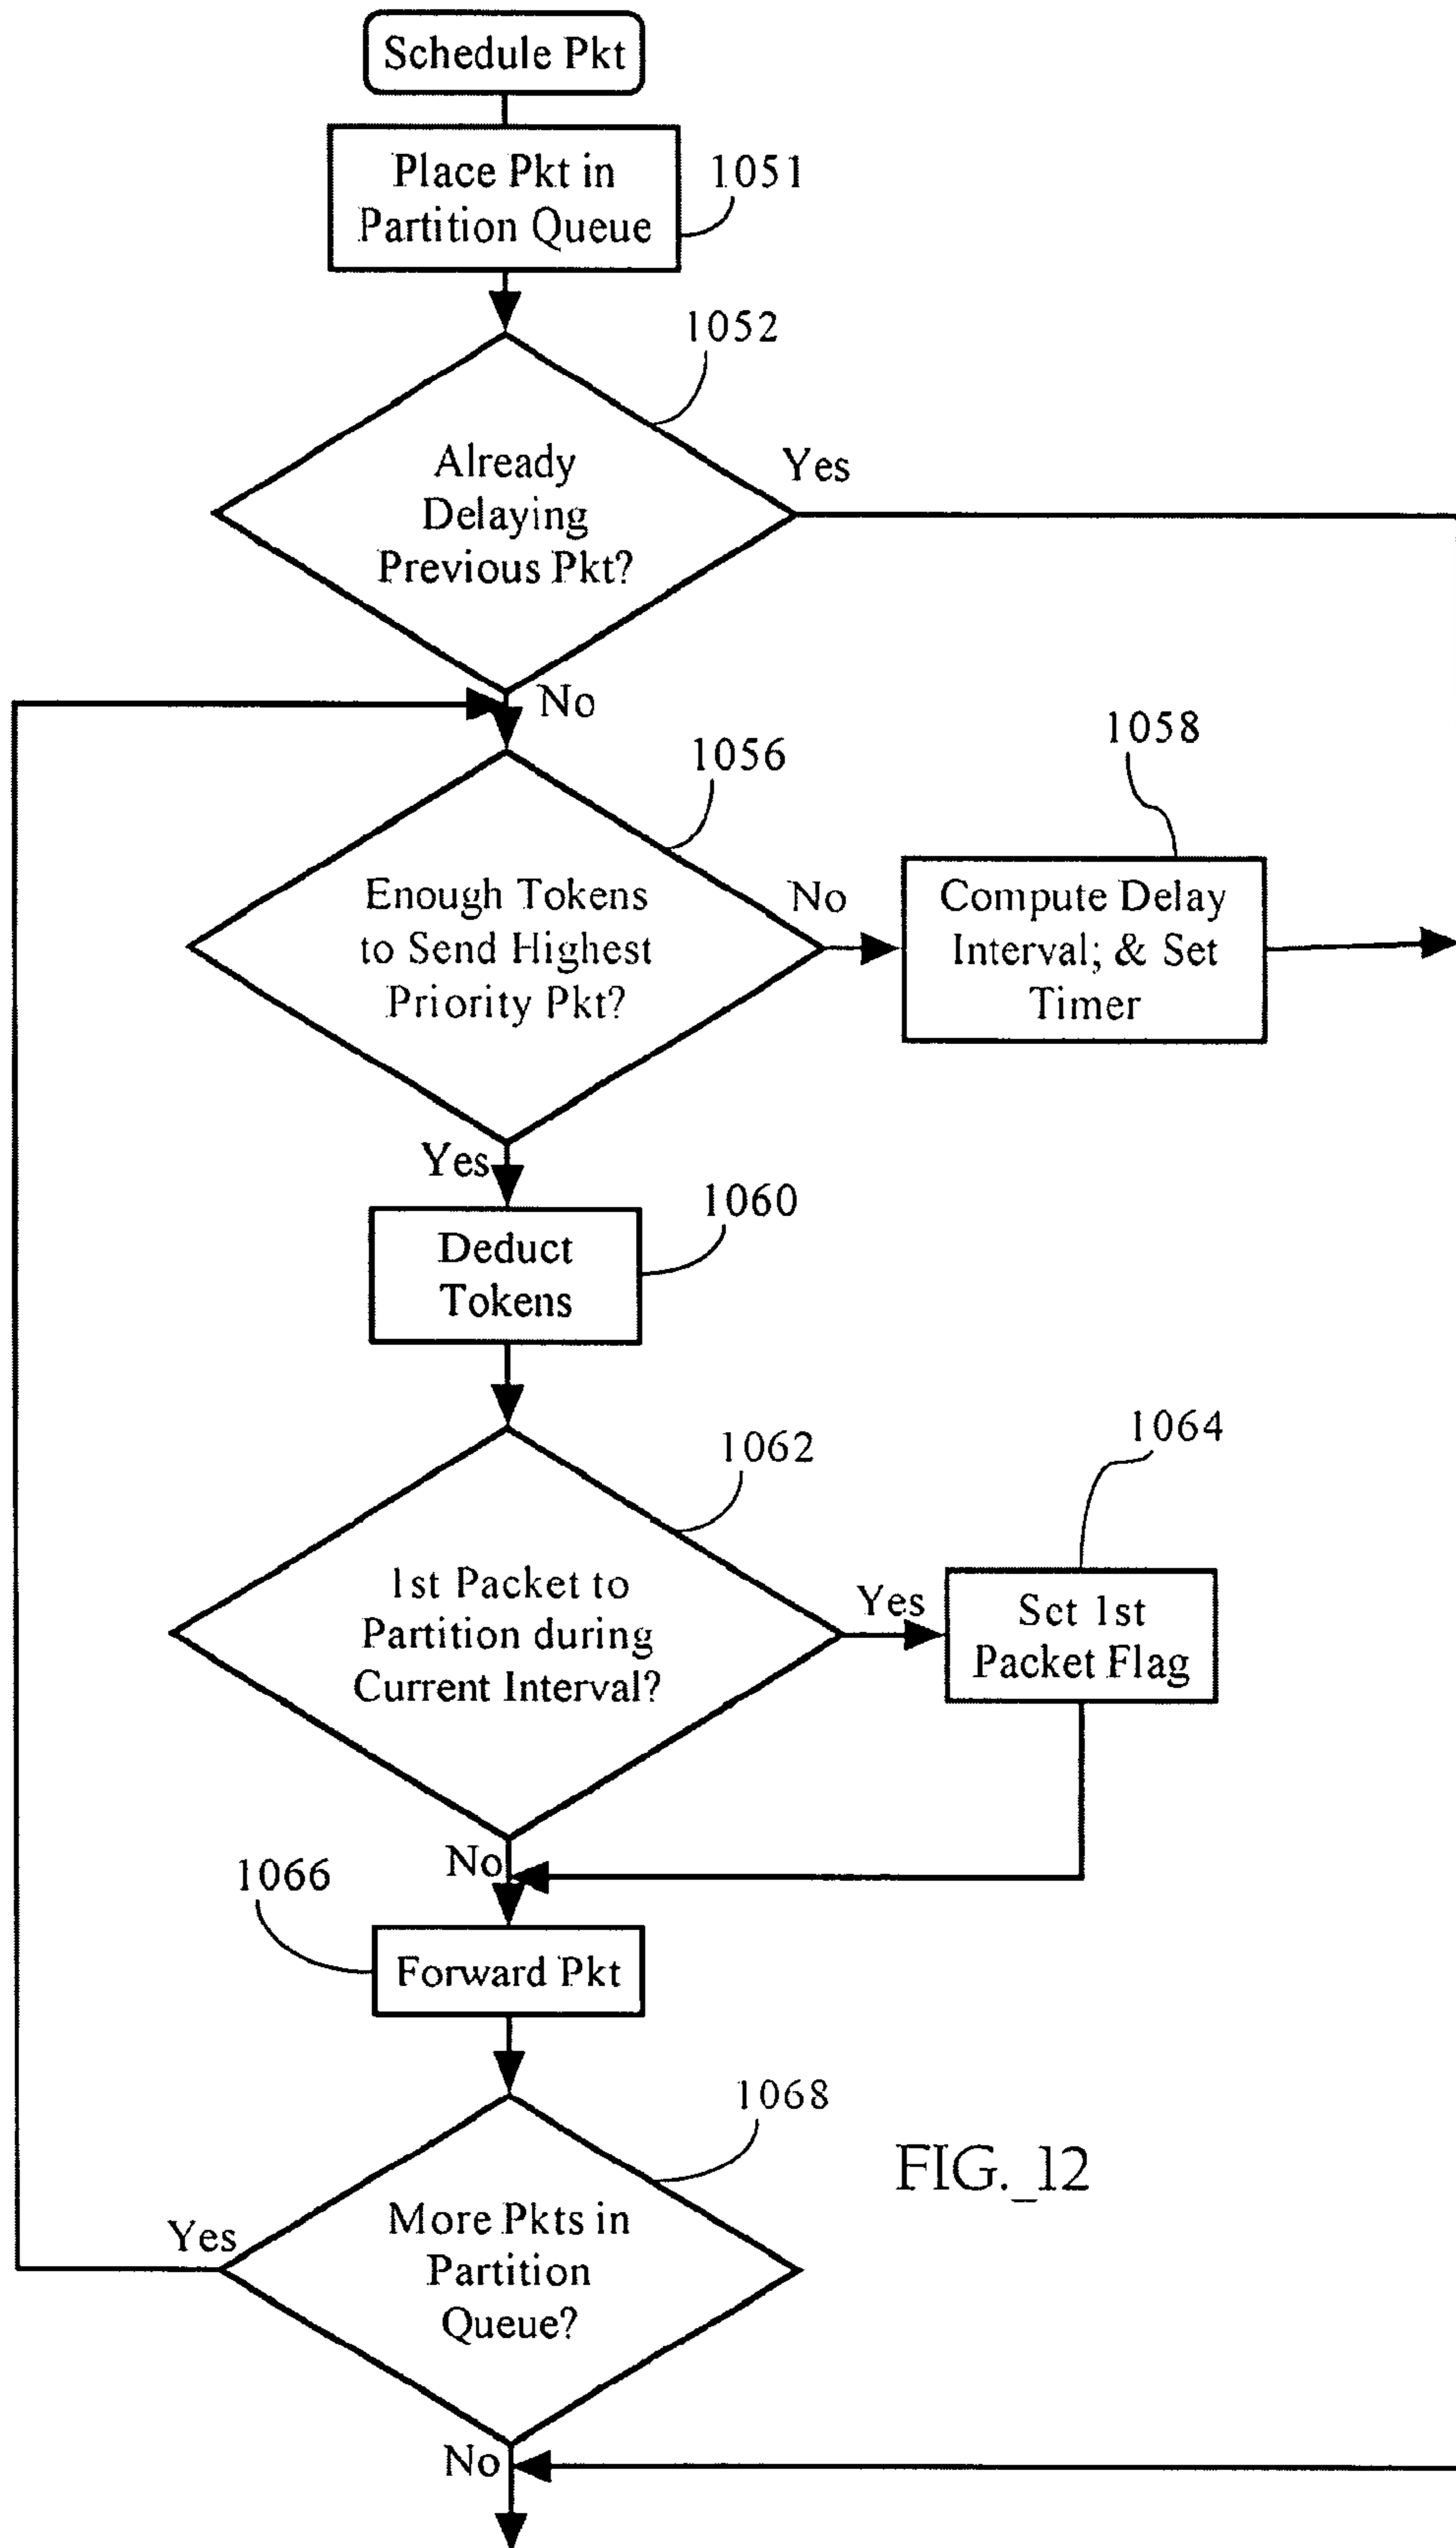 Schedule Pkt
Place Pkt in
Partition Queue
1051
1052
Already
Delaying
Previous Pkt?
Yes
No
1056
Enough Tokens
to Send Highest
Priority Pkt?
No
1058
Compute Delay
Interval; & Set
Timer
Yes
1060
Deduct
Tokens
1062
1st Packet to
Partition during
Current Interval?
Yes
1064
Set 1st
Packet Flag
No
1066
Forward Pkt
1068
More Pkts in
Partition
Queue?
Yes
No
FIG._12